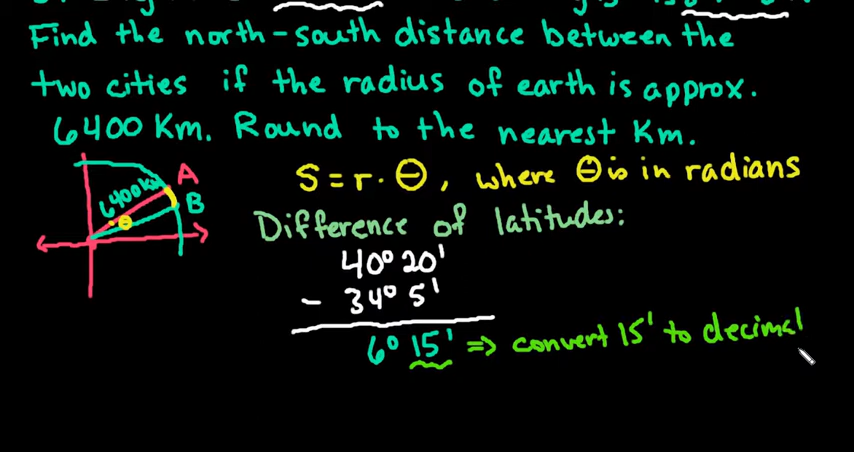 Find the north-south distance between the
two cities if the radius of earth is approx.
6400 Km. Round to the nearest Km.
A
6400 km
B
θ
S = r · θ, where θ is in radians
Difference of latitudes:
40° 20'
- 34° 5'
6° 15' => convert 15' to decimal